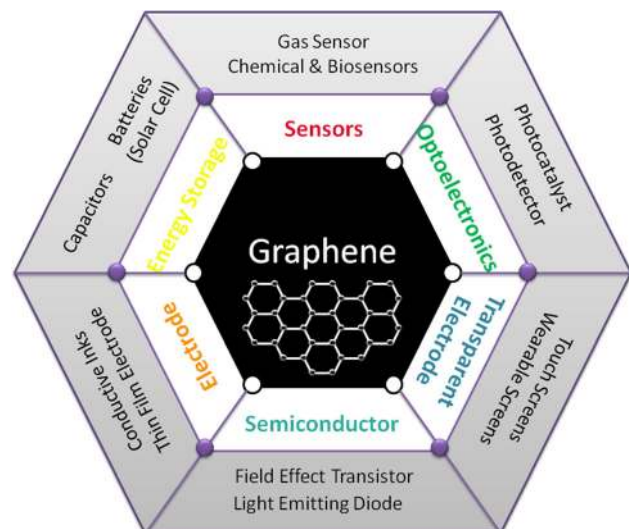 Gas Sensor
Chemical & Biosensors
Sensors
Batteries
(Solar Cell)
Capacitors
Energy Storage
Optoelectronics
Photocatalyst
Photodetector
Graphene
Electrode
Conductive Inks
Thin Film Electrode
Transparent
Electrode
Touch Screens
Wearable Screens
Semiconductor
Field Effect Transistor
Light Emitting Diode